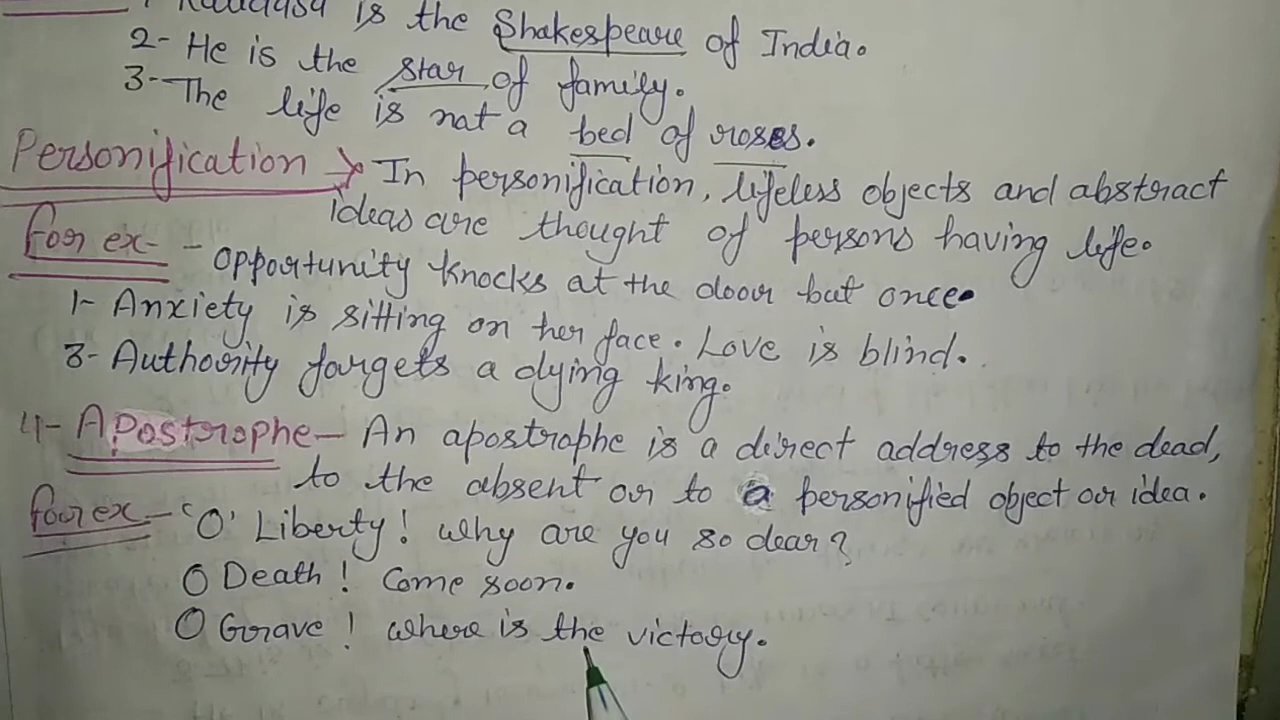 is the Shakespeare of India.
2- He is the star of family.
3- The life is not a bed of roses.
Personification → In personification, lifeless objects and abstract
ideas are thought of persons having life.
for ex- - opportunity knocks at the door but once.
1- Anxiety is sitting on her face. Love is blind.
3- Authority forgets a dying king.
4- Apostrophe- An apostrophe is a direct address to the dead,
to the absent or to a personified object or idea.
for ex- 'O' Liberty! why are you so dear?
O Death! Come soon.
O Grave! where is the victory.